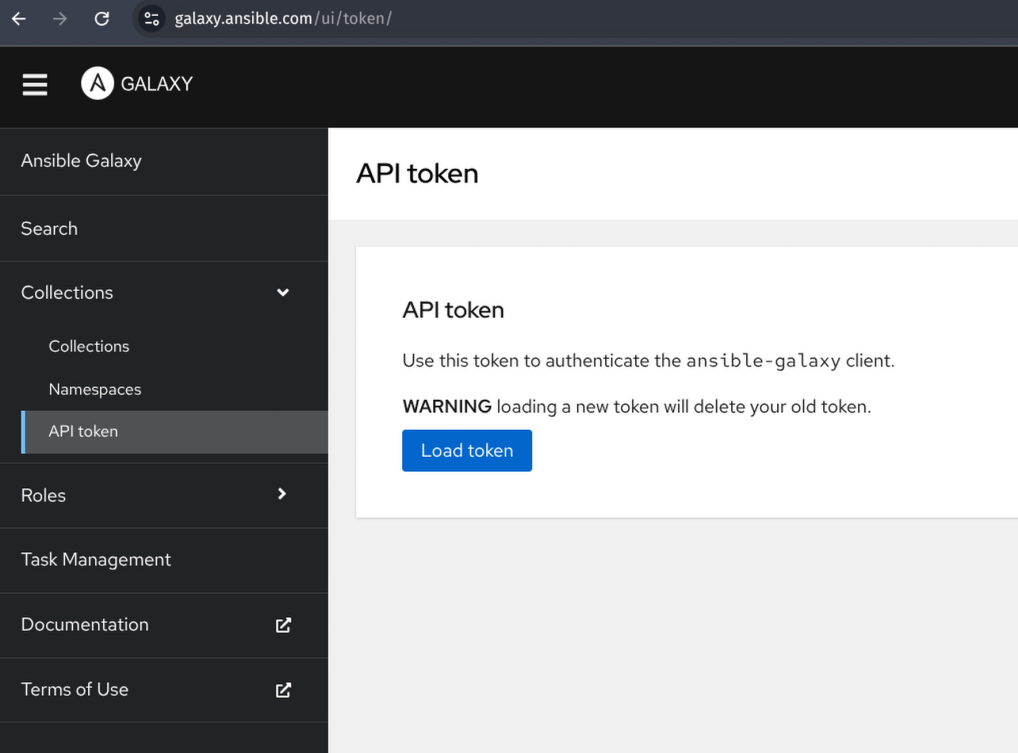 galaxy.ansible.com/ui/token/
GALAXY
Ansible Galaxy
Search
Collections
Collections
Namespaces
API token
Roles
Task Management
Documentation
Terms of Use
API token
API token
Use this token to authenticate the ansible-galaxy client.
WARNING loading a new token will delete your old token.
Load token